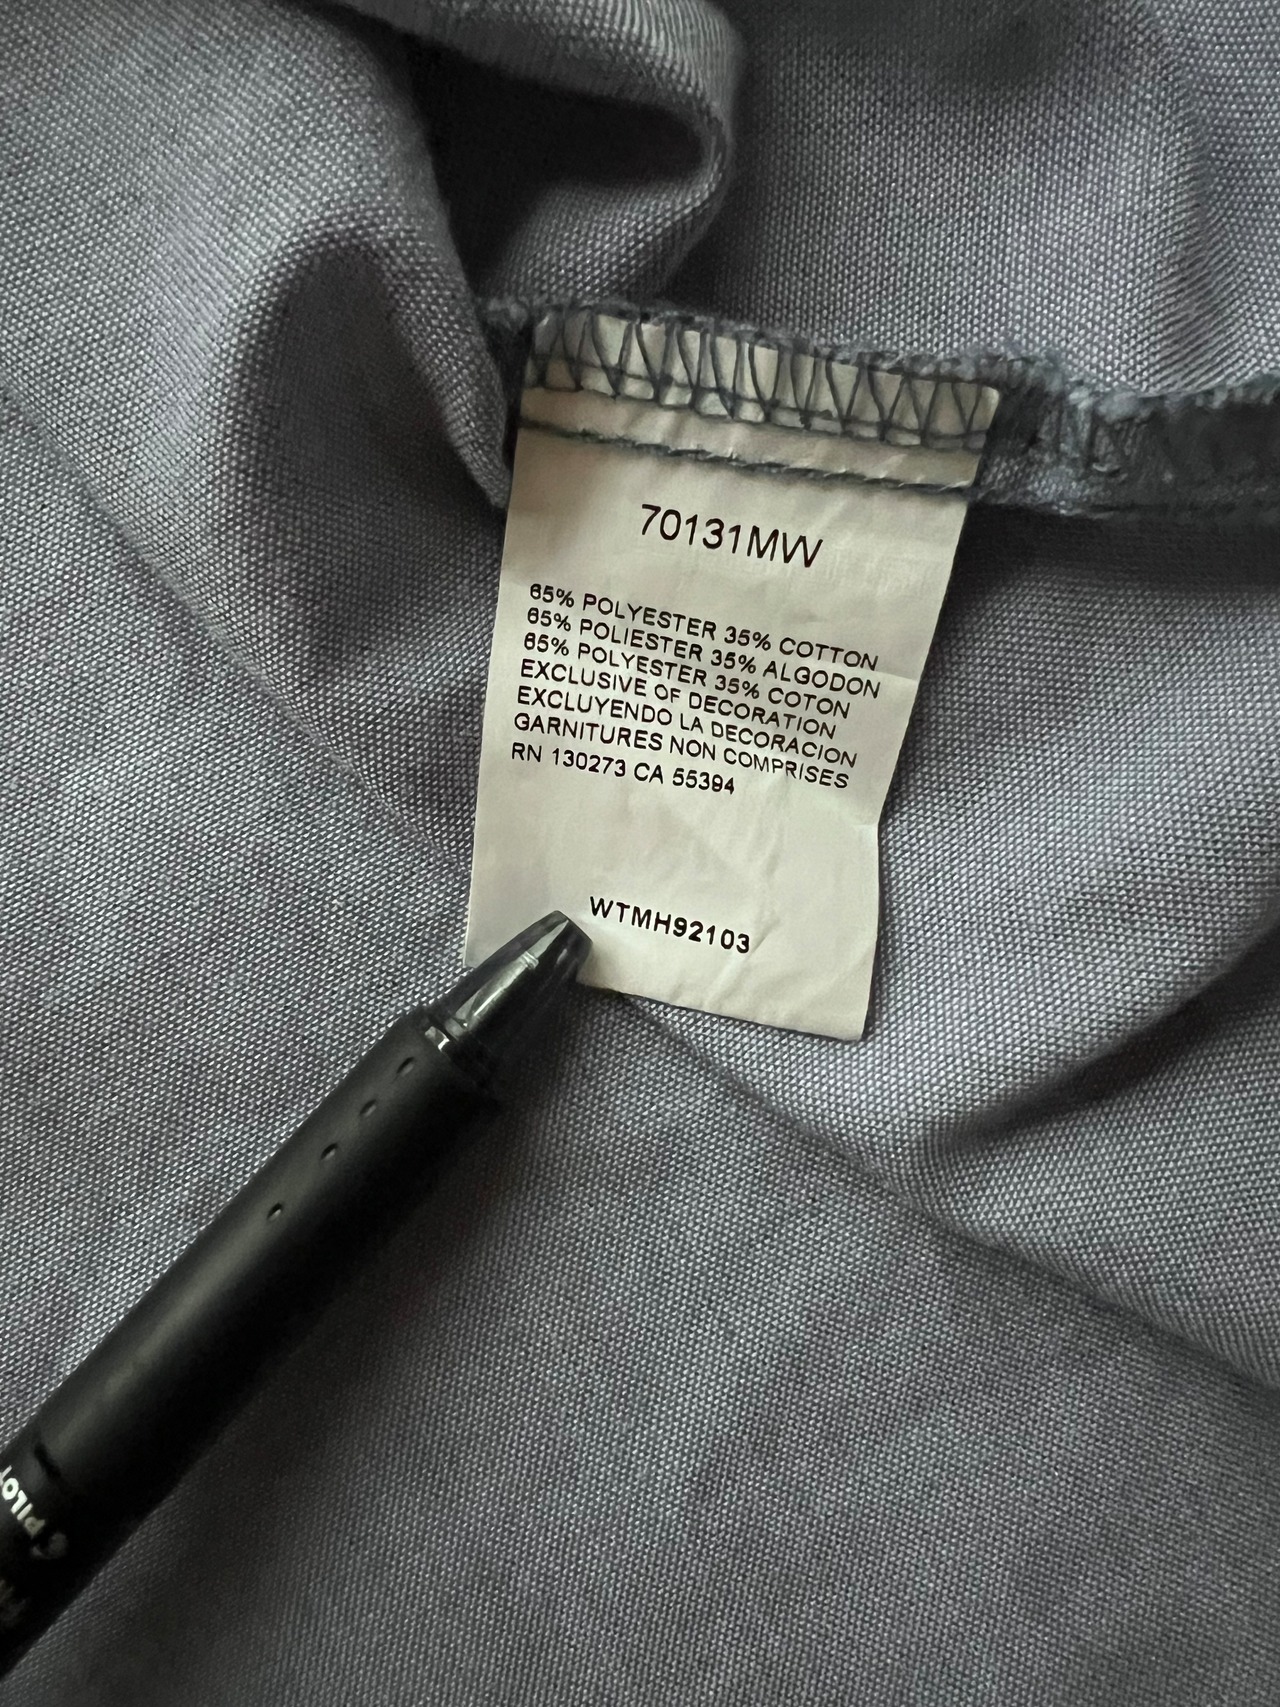 70131MW
65% POLYESTER 35% COTTON
65% POLIESTER 35% ALGODON
65% POLYESTER 35% COTON
EXCLUSIVE OF DECORATION
EXCLUYENDO LA DECORACION
GARNITURES NON COMPRISES
RN 130273 CA 55394
WTMH92103
PILOT